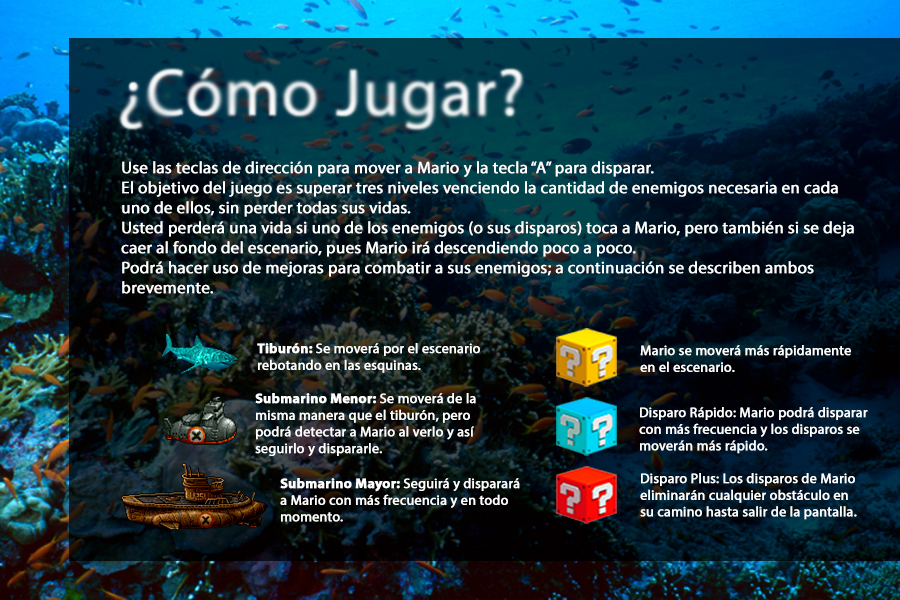 ¿Cómo Jugar?
Use las teclas de dirección para mover a Mario y la tecla “A” para disparar.
El objetivo del juego es superar tres niveles venciendo la cantidad de enemigos necesaria en cada
uno de ellos, sin perder todas sus vidas.
Usted perderá una vida si uno de los enemigos (o sus disparos) toca a Mario, pero también si se deja
caer al fondo del escenario, pues Mario irá descendiendo poco a poco.
Podrá hacer uso de mejoras para combatir a sus enemigos; a continuación se describen ambos
brevemente.
Tiburón: Se moverá por el escenario
rebotando en las esquinas.
Submarino Menor: Se moverá de la
misma manera que el tiburón, pero
podrá detectar a Mario al verlo y así
seguirlo y dispararle.
U351
Submarino Mayor: Seguirá y disparará
a Mario con más frecuencia y en todo
momento.
? ?
Mario se moverá más rápidamente
en el escenario.
? ?
Disparo Rápido: Mario podrá disparar
con más frecuencia y los disparos se
moverán más rápido.
? ?
Disparo Plus: Los disparos de Mario
eliminarán cualquier obstáculo en
su camino hasta salir de la pantalla.